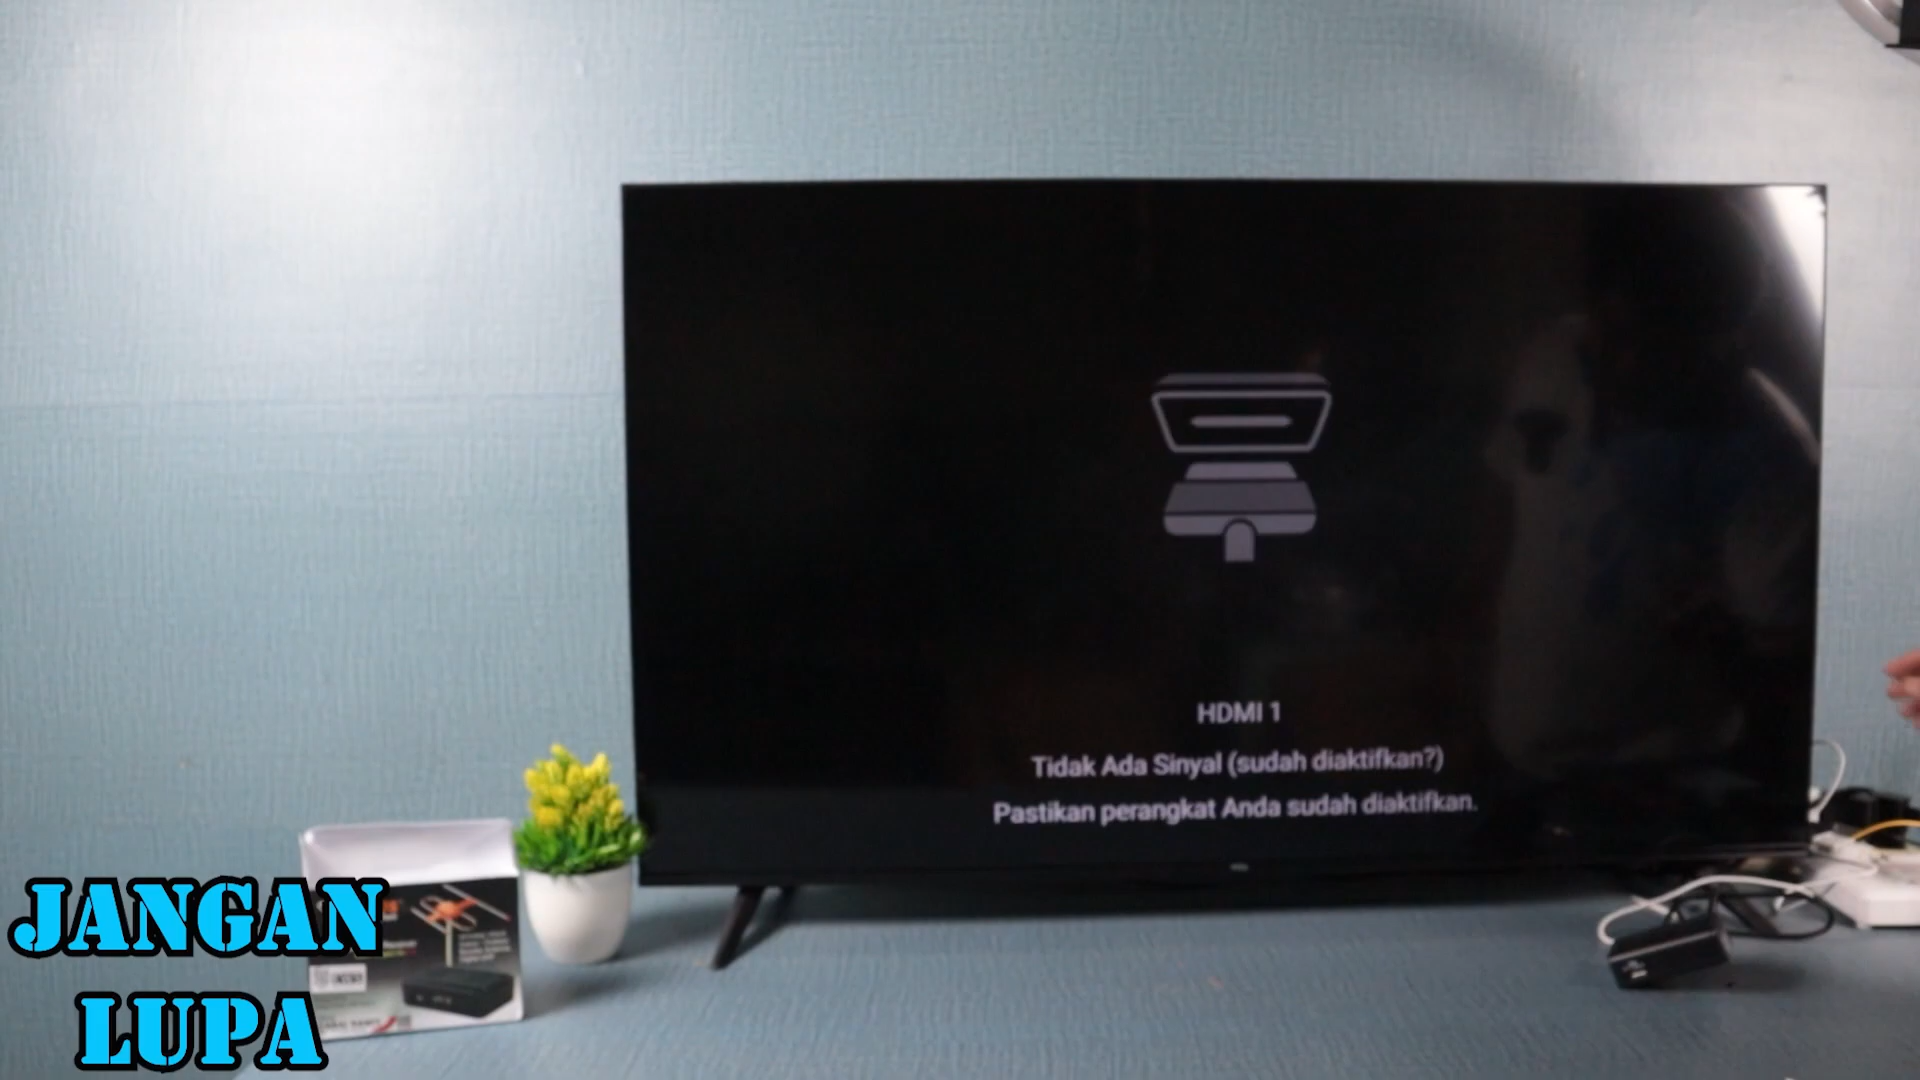 HDMI 1
Tidak Ada Sinyal (sudah diaktifkan?)
Pastikan perangkat Anda sudah diaktifkan.
JANGAN
LUPA